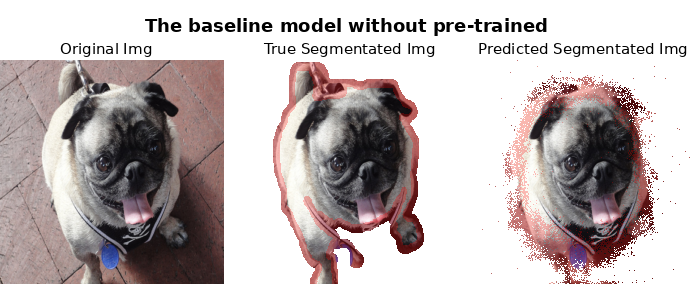 The baseline model without pre-trained
Original Img
True Segmentated Img
Predicted Segmentated Img